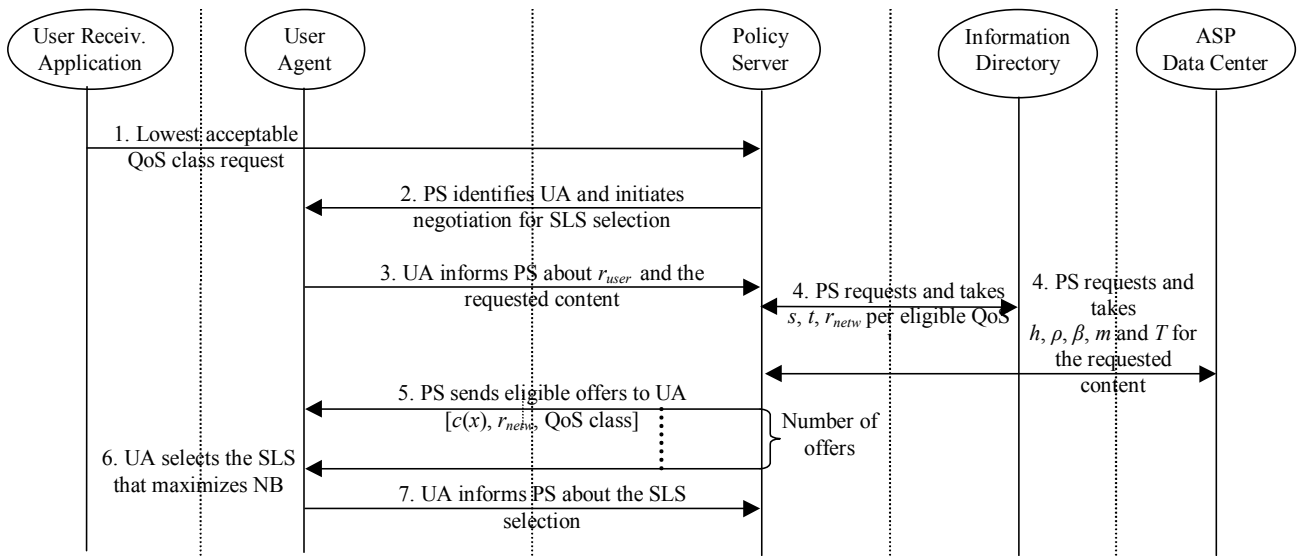 User Receiv.
Application
User
Agent
Policy
Server
Information
Directory
ASP
Data Center
1. Lowest acceptable
QoS class request
2. PS identifies UA and initiates
negotiation for SLS selection
3. UA informs PS about r_user and the
requested content
4. PS requests and takes
s, t, r_netw per eligible QoS
4. PS requests and
takes
h, ρ, β, m and T for
the requested
content
5. PS sends eligible offers to UA
[c(x), r_netw, QoS class]
Number of
offers
6. UA selects the SLS
that maximizes NB
7. UA informs PS about the SLS
selection